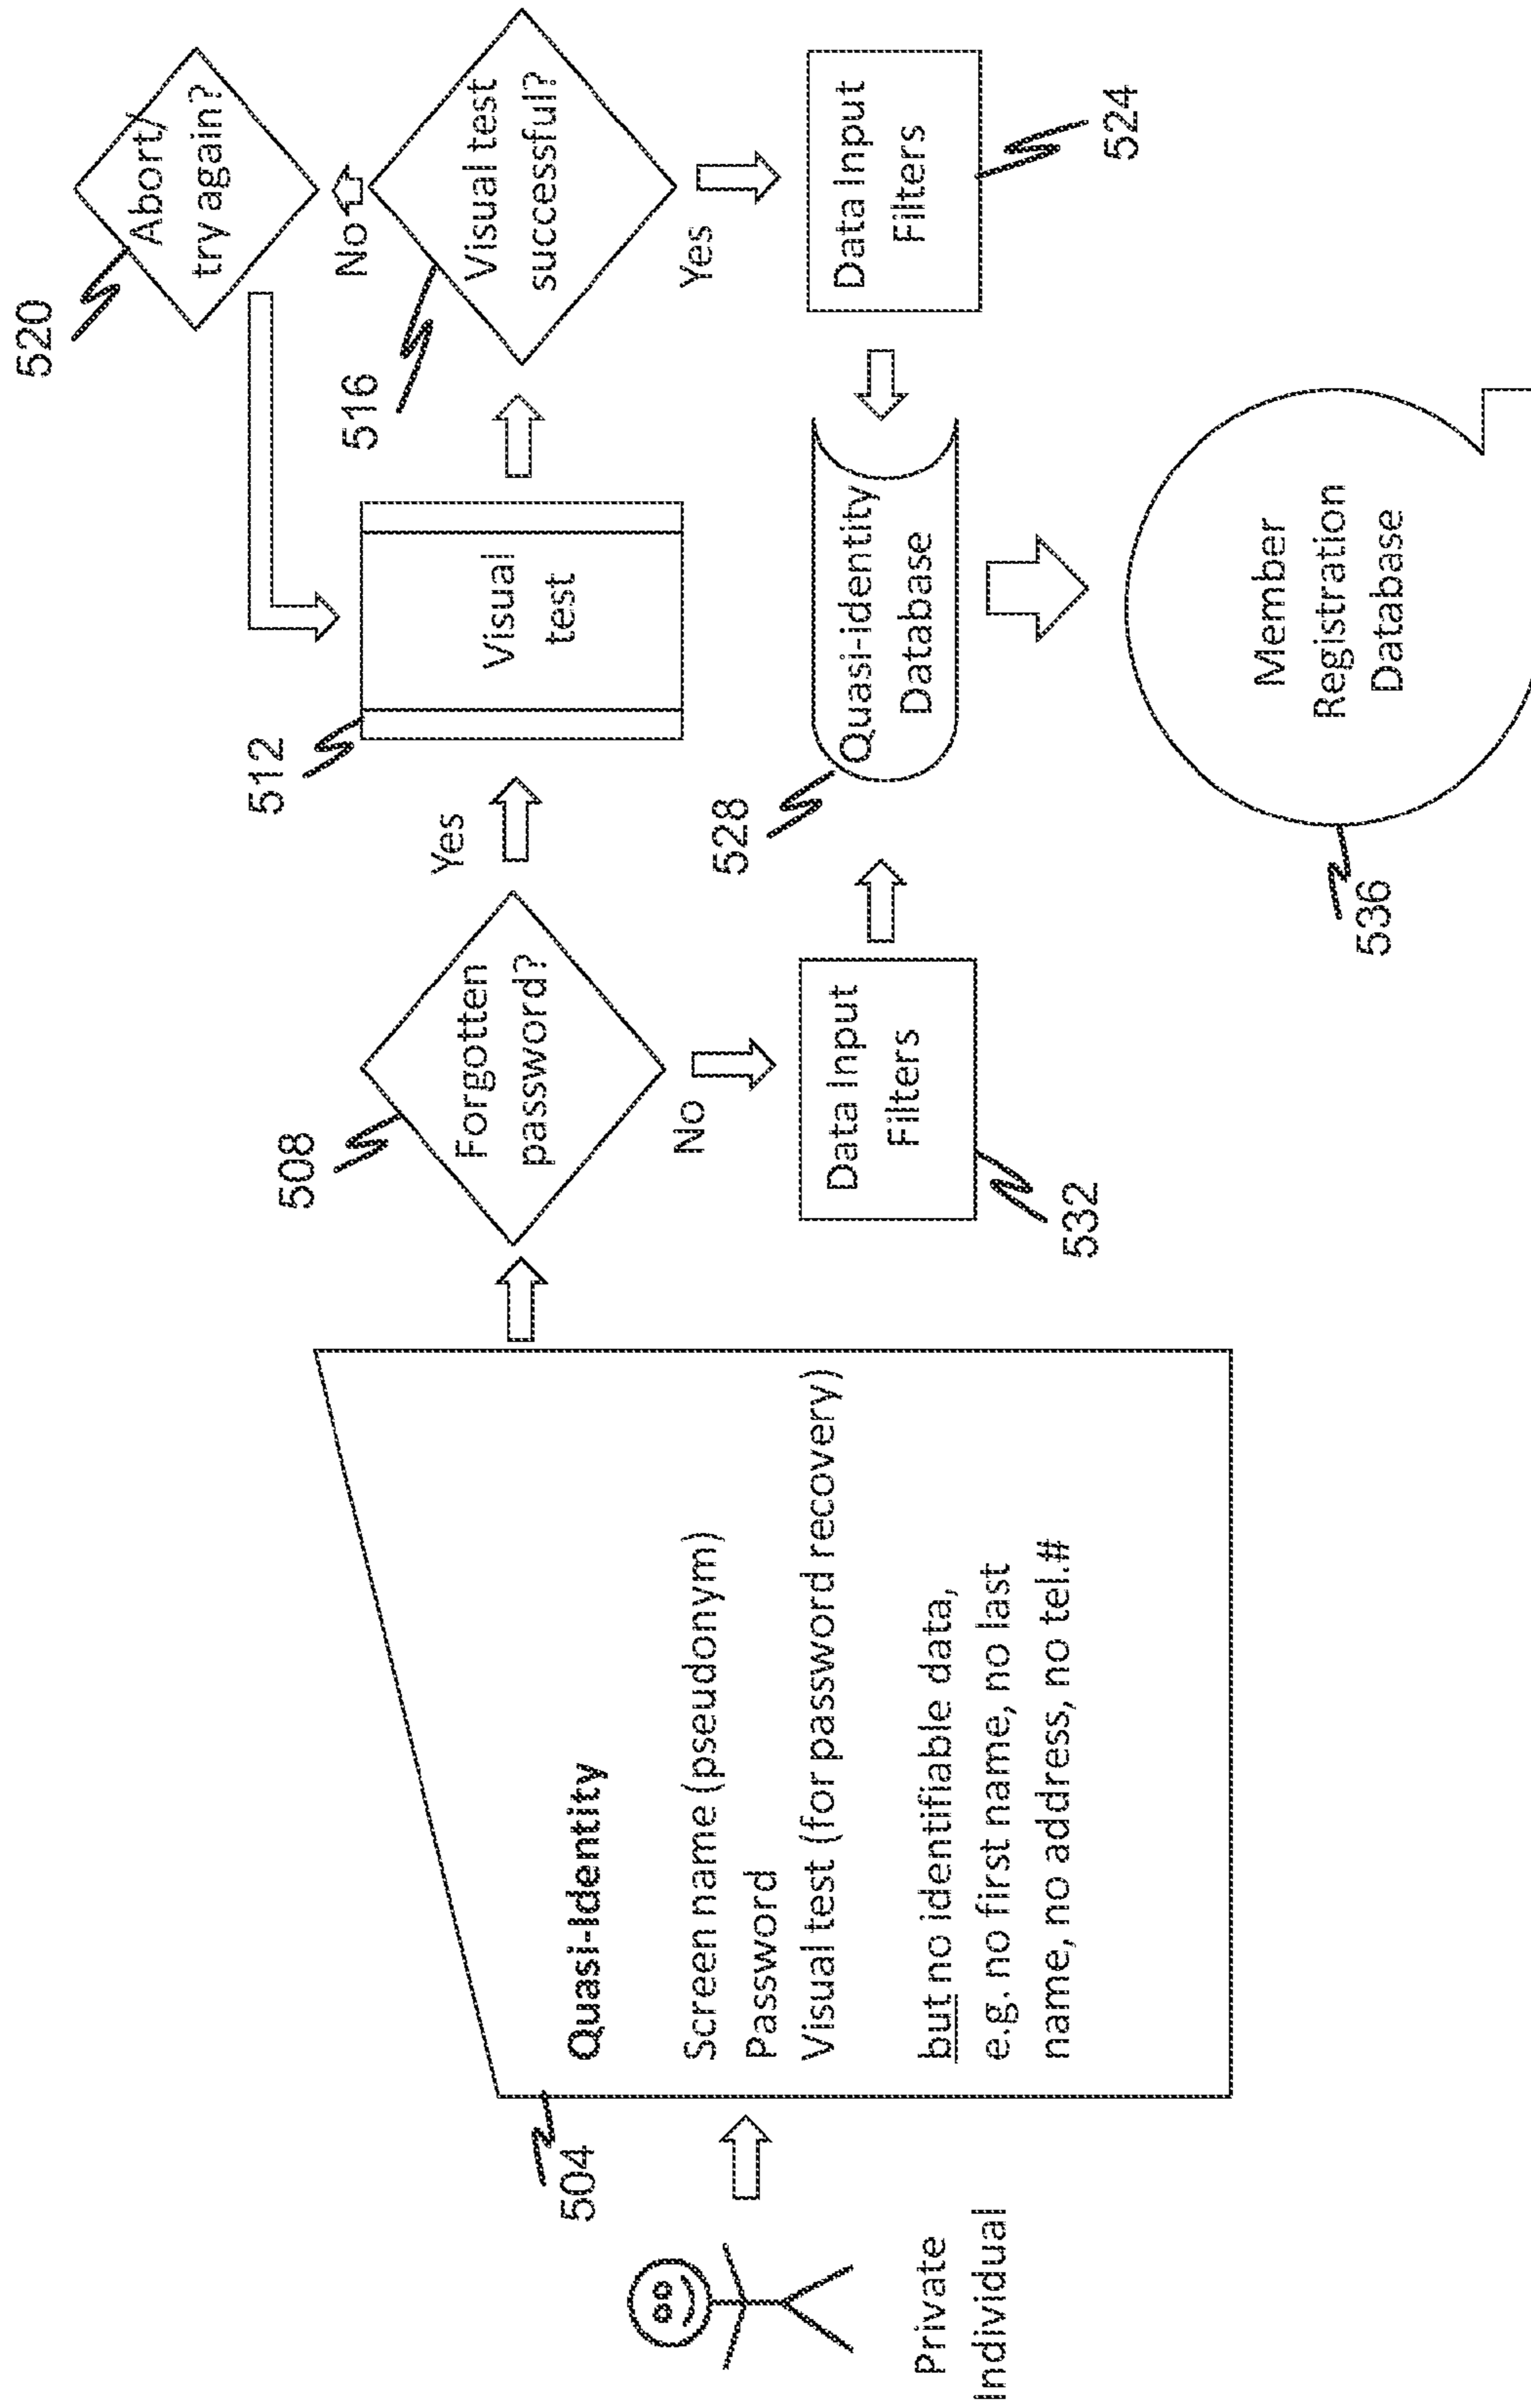 520
Abort/
try again?
No
516
Visual test
successful?
Yes
Data Input
Filters
524
512
Visual
test
Yes
508
Forgotten
password?
No
Data Input
Filters
532
528
Quasi-identity
Database
Member
Registration
Database
536
504
Quasi-Identity
Screen name (pseudonym)
Password
Visual test (for password recovery)
but no identifiable data,
e.g. no first name, no last
name, no address, no tel.#
Private
individual